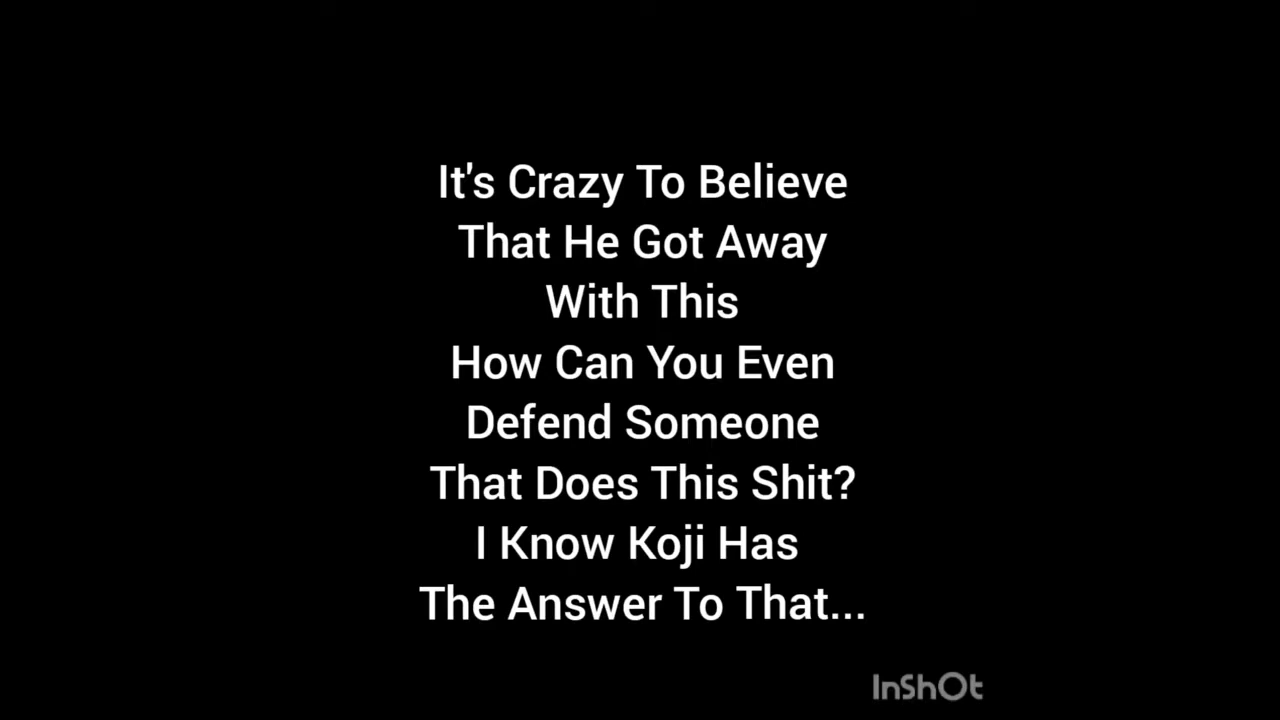 It's Crazy To Believe
That He Got Away
With This
How Can You Even
Defend Someone
That Does This Shit?
I Know Koji Has
The Answer To That...
InShOt